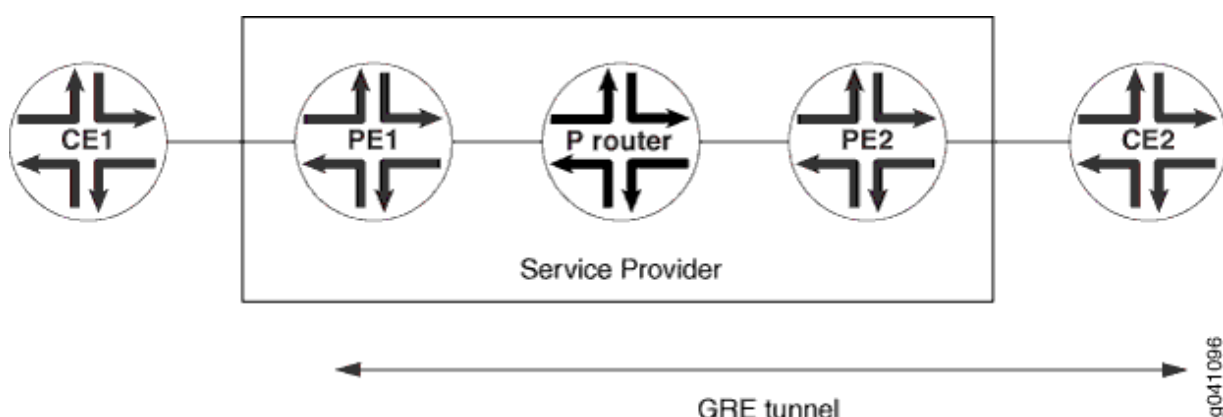 CE1
PE1
P router
PE2
CE2
Service Provider
GRE tunnel
g041096